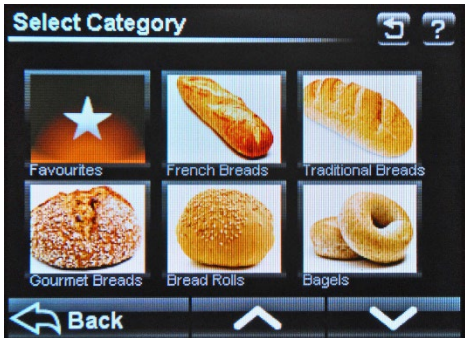 Select Category
?
Favourites
French Breads
Traditional Breads
Gourmet Breads
Bread Rolls
Bagels
Back